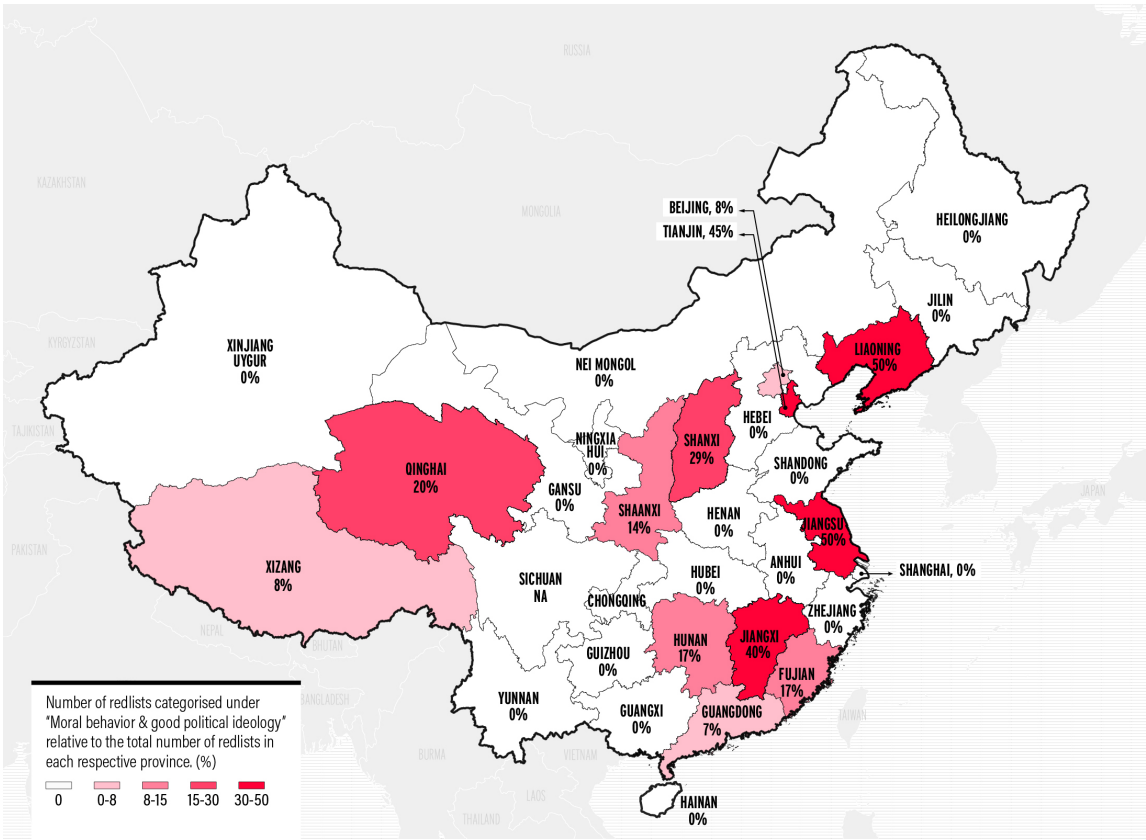 RUSSIA
KAZAKHSTAN
MONGOLIA
BEIJING, 8%
TIANJIN, 45%
HEILONGJIANG
0%
JILIN
0%
LIAONING
50%
KYRGYZSTAN
XINJIANG
UYGUR
0%
NEI MONGOL
0%
HEBEI
0%
TAJIKISTAN
NINGXIA
HUI
0%
SHANXI
29%
SHANDONG
0%
QINGHAI
20%
GANSU
0%
SHAANXI
14%
HENAN
0%
JIANGSU
50%
JAPAN
PAKISTAN
XIZANG
8%
SICHUAN
NA
HUBEI
0%
ANHUI
0%
SHANGHAI, 0%
CHONGQING
ZHEJIANG
0%
NEPAL
BHUTAN
GUIZHOU
0%
HUNAN
17%
JIANGXI
40%
FUJIAN
17%
BANGLADESH
YUNNAN
0%
GUANGXI
0%
GUANGDONG
7%
TAIWAN
BURMA
VIETNAM
LAOS
THAILAND
HAINAN
0%
Number of redlists categorised under
"Moral behavior & good political ideology"
relative to the total number of redlists in
each respective province. (%)
0 0-8 8-15 15-30 30-50